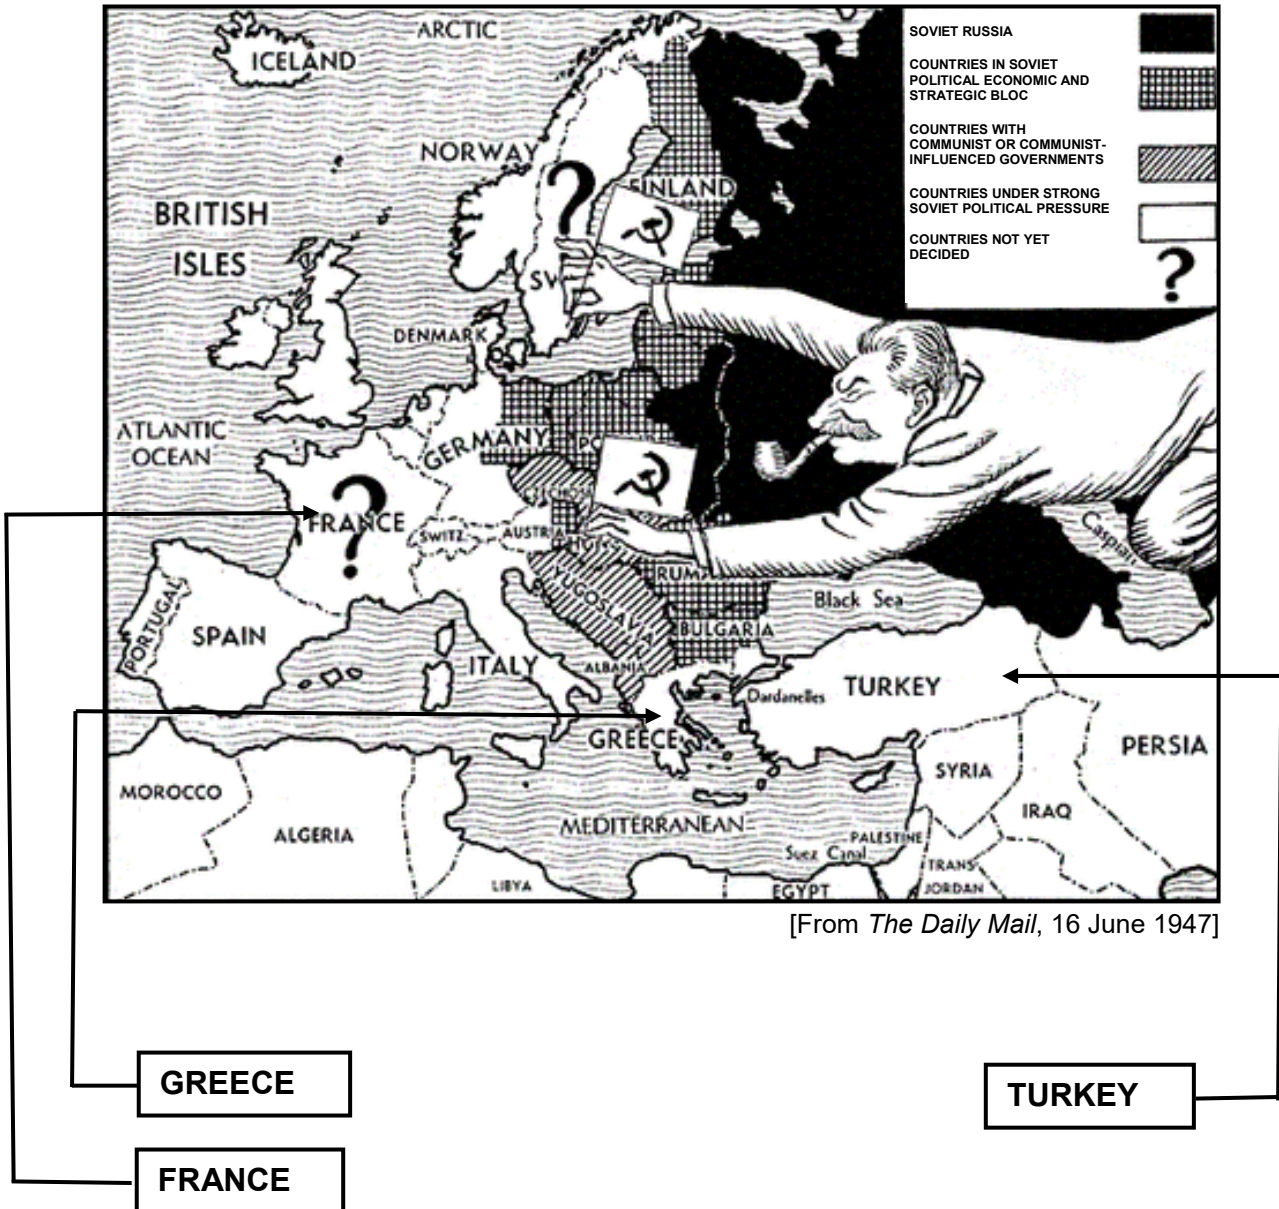 ARCTIC
ICELAND
SOVIET RUSSIA
COUNTRIES IN SOVIET
POLITICAL ECONOMIC AND
STRATEGIC BLOC
COUNTRIES WITH
COMMUNIST OR COMMUNIST-
INFLUENCED GOVERNMENTS
COUNTRIES UNDER STRONG
SOVIET POLITICAL PRESSURE
COUNTRIES NOT YET
DECIDED
?
NORWAY
?
FINLAND
BRITISH
ISLES
SW
DENMARK
ATLANTIC
OCEAN
GERMANY
PO
?
FRANCE
SWITZ.
AUSTRIA
Caspian
YUGOSLAVIA
RUM
Black Sea
PORTUGAL
SPAIN
BULGARIA
ITALY
ALBANIA
Dardanelles
TURKEY
GREECE
PERSIA
SYRIA
MOROCCO
IRAQ
ALGERIA
MEDITERRANEAN
PALESTINE
Suez Canal
TRANS
JORDAN
LIBYA
EGYPT
[From The Daily Mail, 16 June 1947]
GREECE
TURKEY
FRANCE